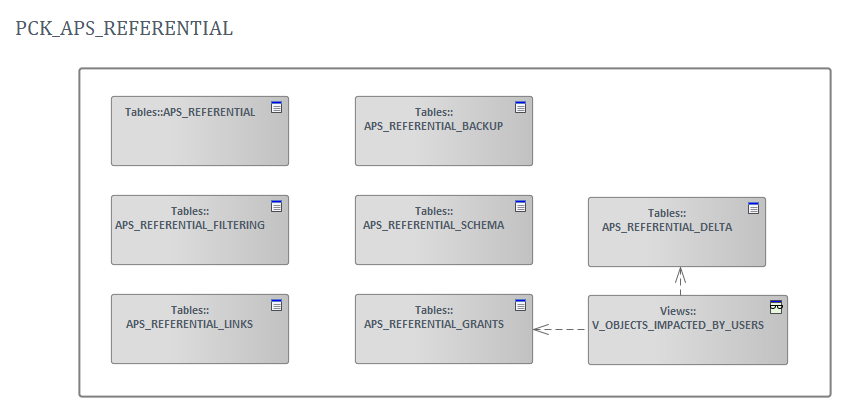 PCK_APS_REFERENTIAL
Tables::APS_REFERENTIAL
Tables::
APS_REFERENTIAL_BACKUP
Tables::
APS_REFERENTIAL_FILTERING
Tables::
APS_REFERENTIAL_SCHEMA
Tables::
APS_REFERENTIAL_DELTA
Tables::
APS_REFERENTIAL_LINKS
Tables::
APS_REFERENTIAL_GRANTS
Views::
V_OBJECTS_IMPACTED_BY_USERS